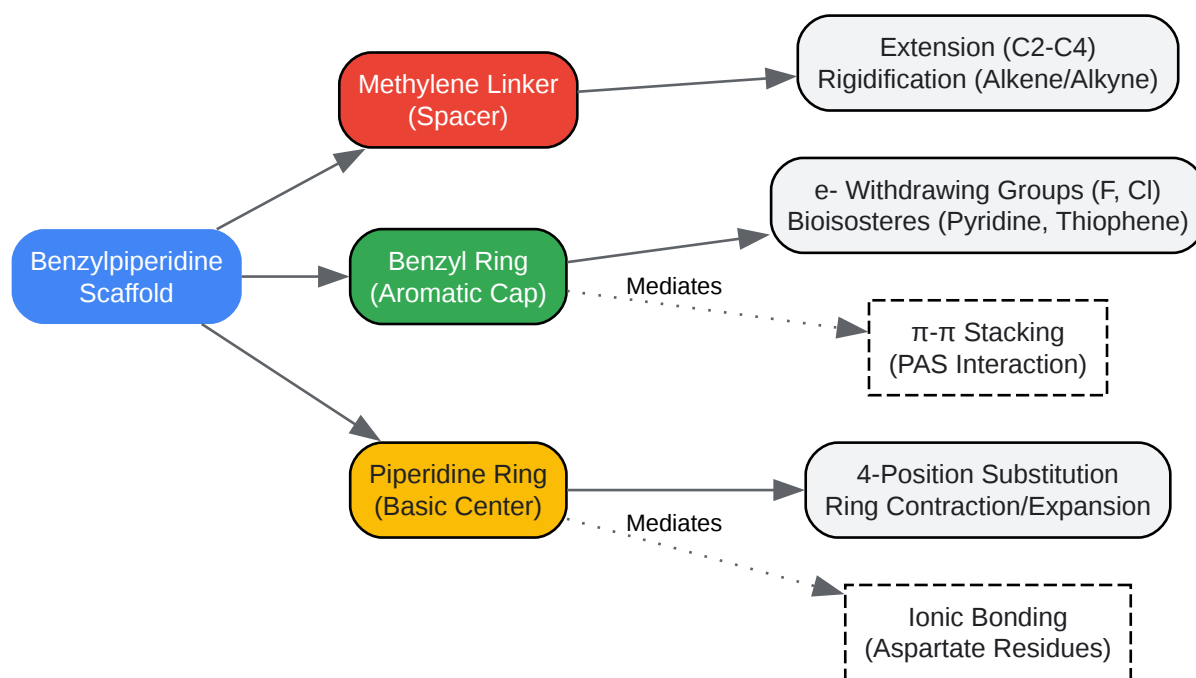 Extension (C2-C4)
Rigidification (Alkene/Alkyne)
Methylene Linker
(Spacer)
e- Withdrawing Groups (F, Cl)
Bioisosteres (Pyridine, Thiophene)
Benzylpiperidine
Scaffold
Benzyl Ring
(Aromatic Cap)
Mediates
π-π Stacking
(PAS Interaction)
Piperidine Ring
(Basic Center)
4-Position Substitution
Ring Contraction/Expansion
Mediates
Ionic Bonding
(Aspartate Residues)